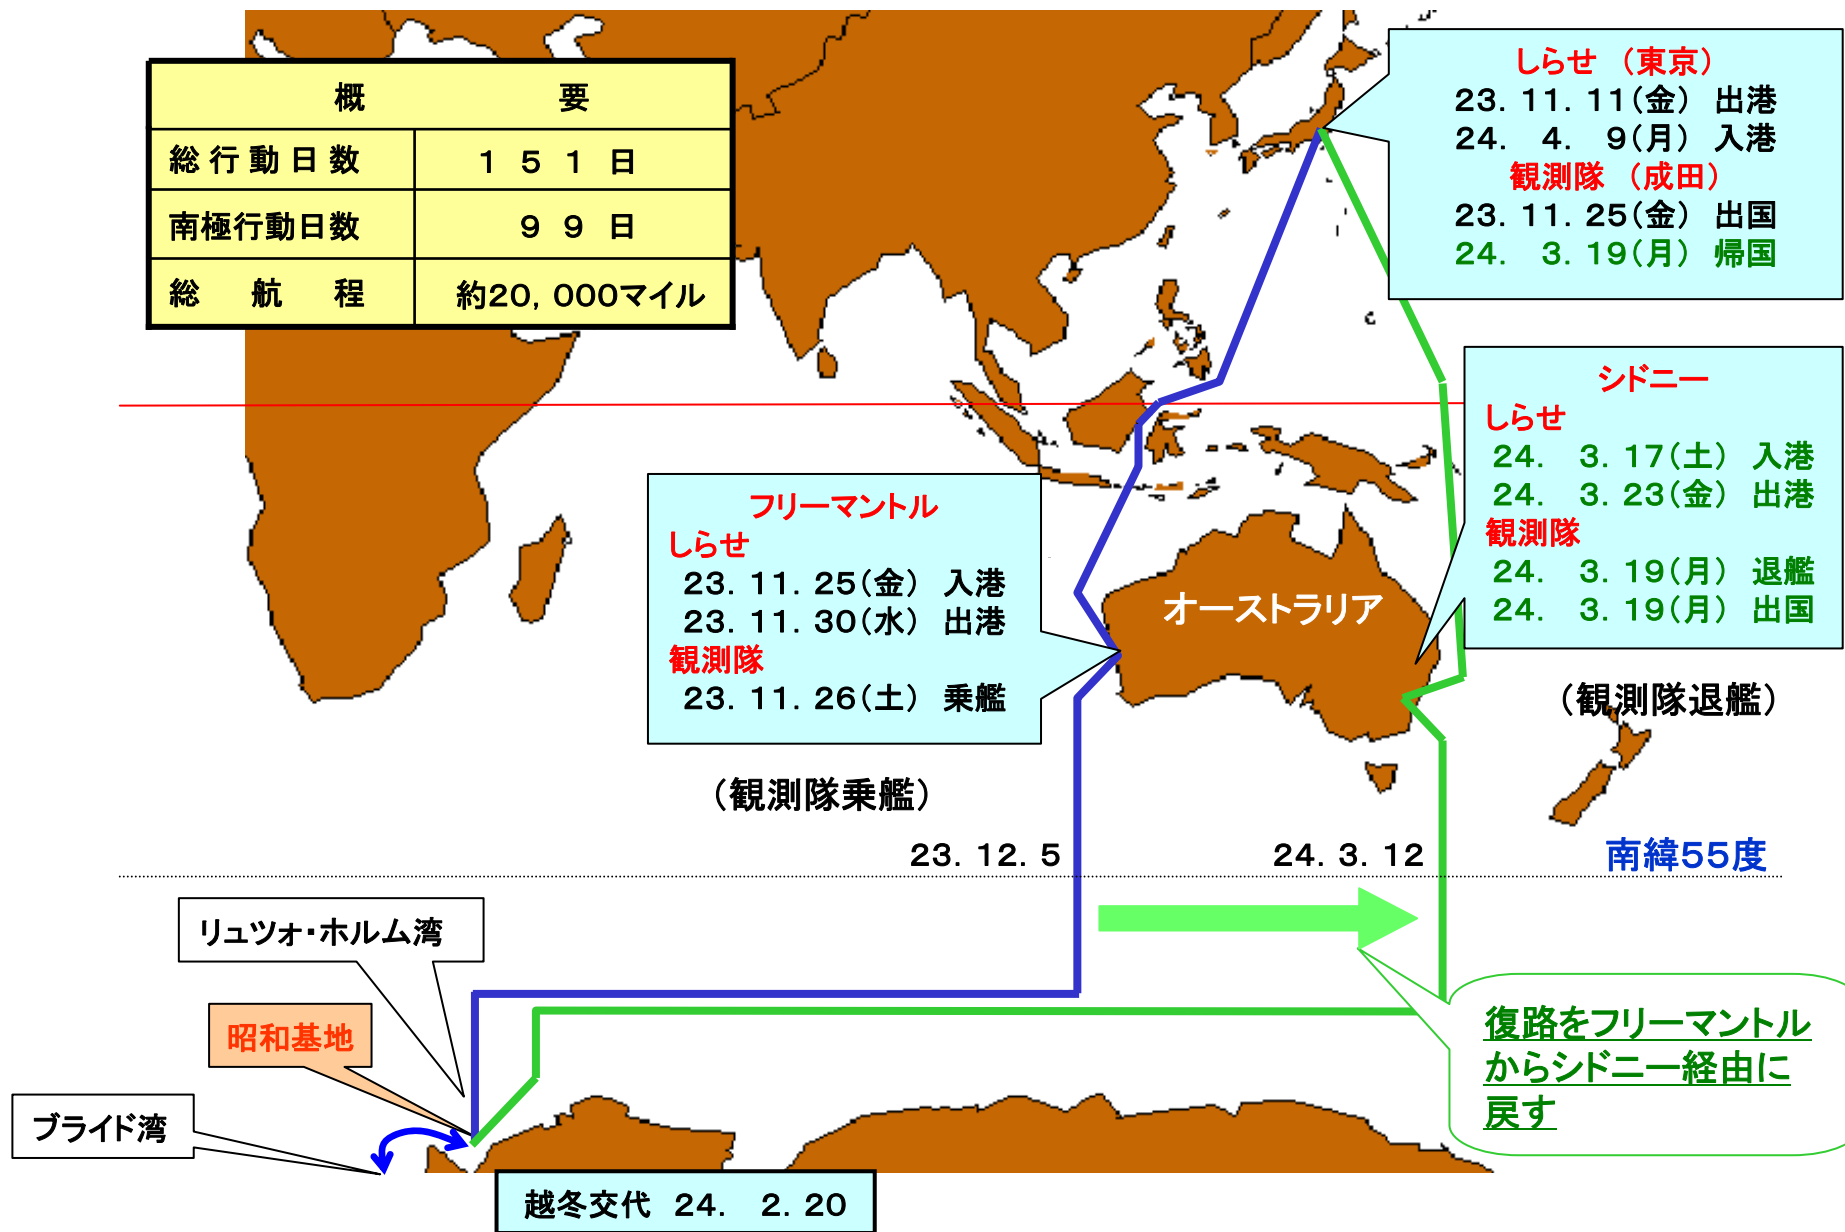 概　要
総行動日数　１５１日
南極行動日数　９９日
総航程　約20，000マイル
しらせ （東京）
23．11．11（金） 出港
24．　4．　9（月） 入港
観測隊 （成田）
23．11．25（金） 出国
24．　3．19（月） 帰国
シドニー
しらせ
24．　3．17（土） 入港
24．　3．23（金） 出港
観測隊
24．　3．19（月） 退艦
24．　3．19（月） 出国
（観測隊退艦）
フリーマントル
しらせ
23．11．25（金） 入港
23．11．30（水） 出港
観測隊
23．11．26（土） 乗艦
（観測隊乗艦）
オーストラリア
23．12．5
24．3．12
南緯55度
リュツォ・ホルム湾
昭和基地
ブライド湾
復路をフリーマントル
からシドニー経由に
戻す
越冬交代　24．　2．20